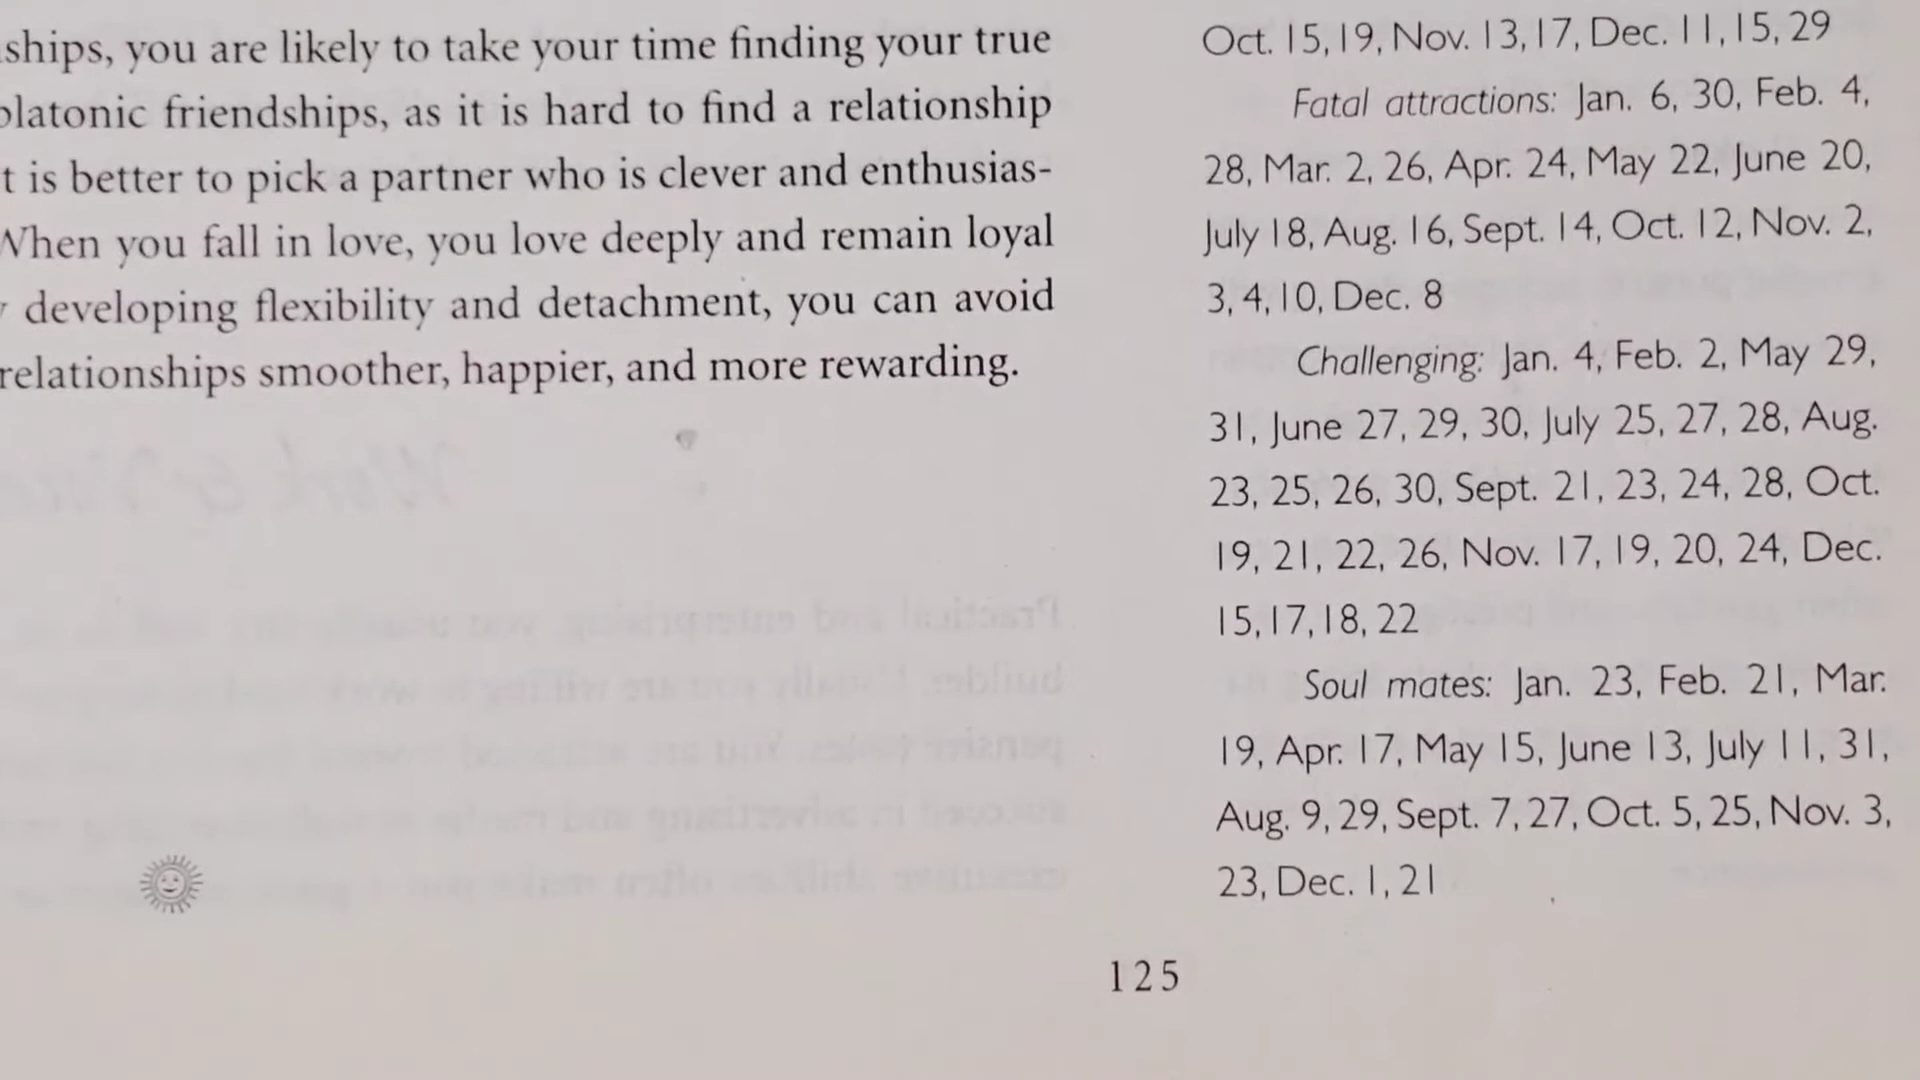 ships, you are likely to take your time finding your true
platonic friendships, as it is hard to find a relationship
t is better to pick a partner who is clever and enthusias-
When you fall in love, you love deeply and remain loyal
developing flexibility and detachment, you can avoid
relationships smoother, happier, and more rewarding.
Oct. 15, 19, Nov. 13, 17, Dec. 11, 15, 29
Fatal attractions: Jan. 6, 30, Feb. 4,
28, Mar. 2, 26, Apr. 24, May 22, June 20,
July 18, Aug. 16, Sept. 14, Oct. 12, Nov. 2,
3, 4, 10, Dec. 8
Challenging: Jan. 4, Feb. 2, May 29,
31, June 27, 29, 30, July 25, 27, 28, Aug.
23, 25, 26, 30, Sept. 21, 23, 24, 28, Oct.
19, 21, 22, 26, Nov. 17, 19, 20, 24, Dec.
15, 17, 18, 22
Soul mates: Jan. 23, Feb. 21, Mar.
19, Apr. 17, May 15, June 13, July 11, 31,
Aug. 9, 29, Sept. 7, 27, Oct. 5, 25, Nov. 3,
23, Dec. 1, 21
125